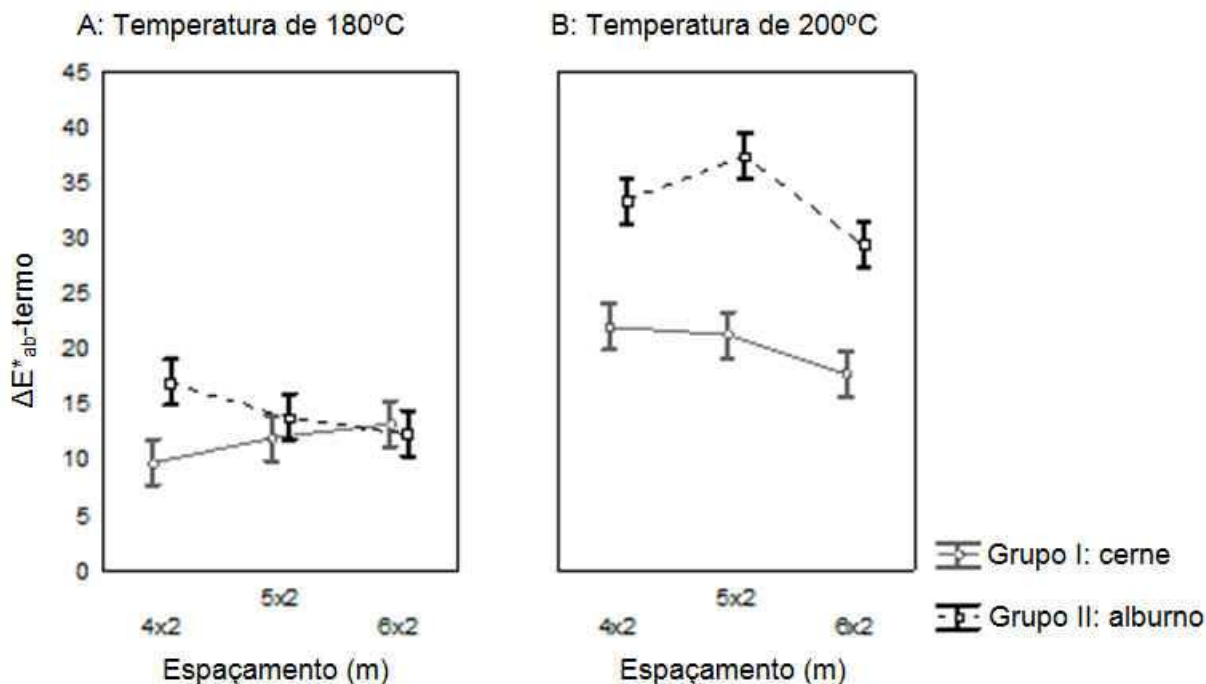 A: Temperatura de 180ºC
B: Temperatura de 200ºC
ΔE*ab-termo
45
40
35
30
25
20
15
10
5
0
4x2
5x2
6x2
4x2
5x2
6x2
Espaçamento (m)
Espaçamento (m)
Grupo I: cerne
Grupo II: alburno